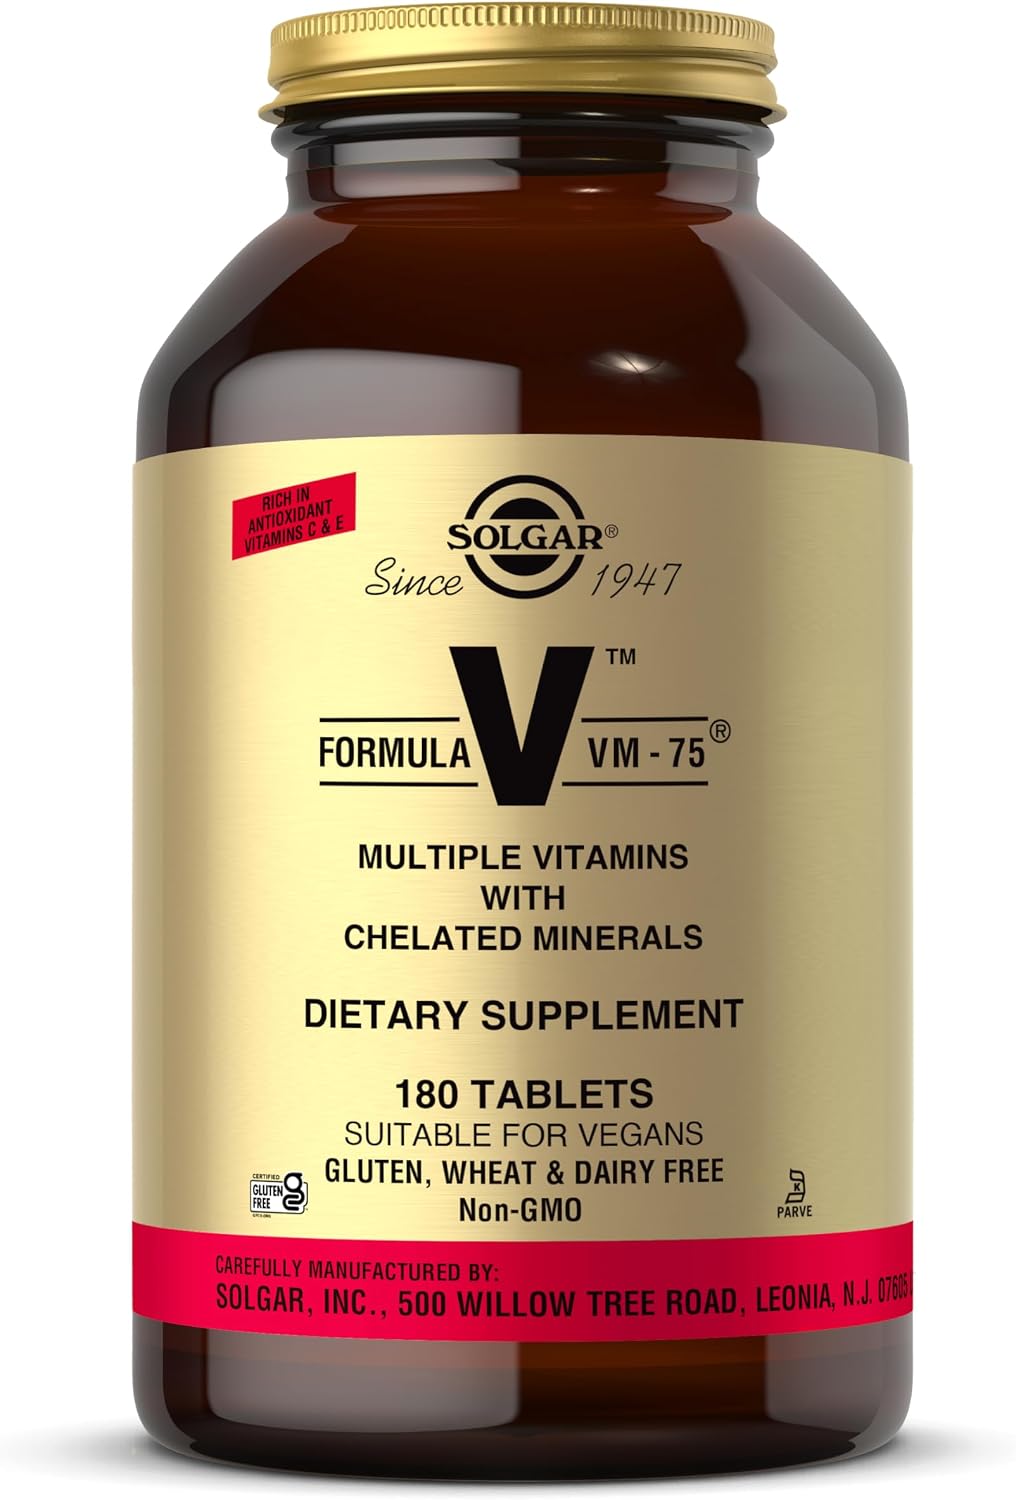 RICH IN
ANTIOXIDANT
VITAMINS C & E
SOLGAR®
Since 1947
V™
FORMULA VM - 75®
MULTIPLE VITAMINS
WITH
CHELATED MINERALS
DIETARY SUPPLEMENT
180 TABLETS
SUITABLE FOR VEGANS
GLUTEN, WHEAT & DAIRY FREE
Non-GMO
CERTIFIED
GLUTEN
FREE
K
PARVE
CAREFULLY MANUFACTURED BY:
SOLGAR, INC., 500 WILLOW TREE ROAD, LEONIA, N.J. 07605